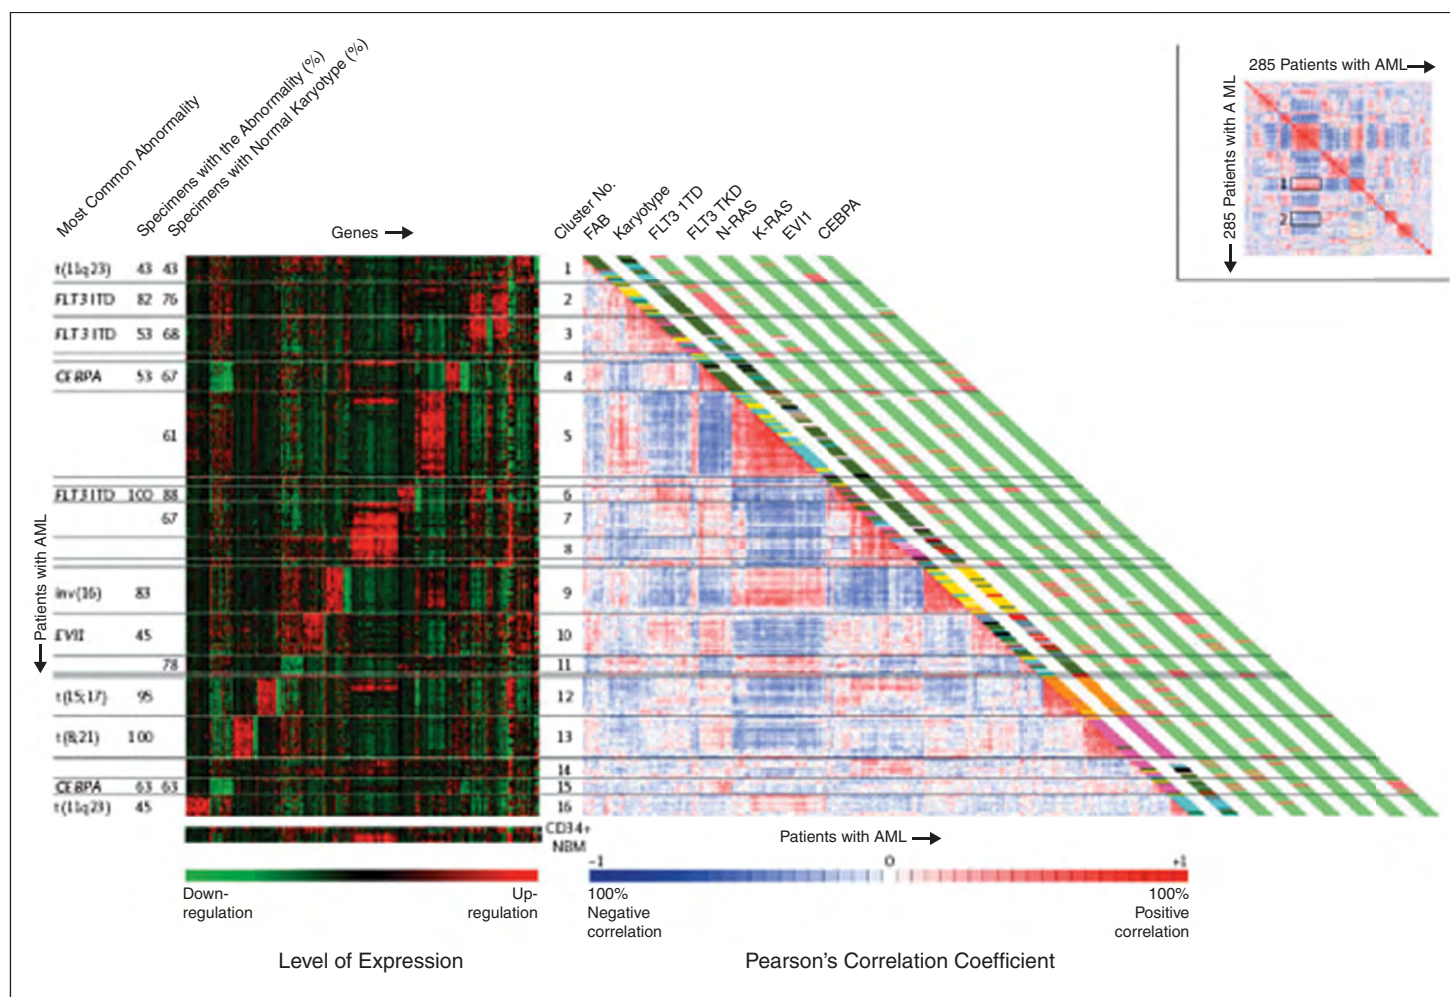 Most Common Abnormality
Specimens with the Abnormality (%)
Specimens with Normal Karyotype (%)
Genes
Cluster No.
FAB
Karyotype
FLT3 1TD
FLT3 TKD
N-RAS
K-RAS
EVI1
CEBPA
285 Patients with AML
285 Patients with A ML
1
2
t(11q23) 43 43 1
FLT3 ITD 82 76 2
FLT3 ITD 53 68 3
CEBPA 53 67 4
61 5
FLT3 ITD 100 88 6
67 7
8
inv(16) 83 9
EVI1 45 10
78 11
t(15;17) 95 12
t(8;21) 100 13
14
CEBPA 63 63 15
t(11q23) 45 16
Patients with AML
CD34+
NBM
Patients with AML
-1 0 +1
Down-
regulation
Up-
regulation
100%
Negative
correlation
100%
Positive
correlation
Level of Expression
Pearson's Correlation Coefficient